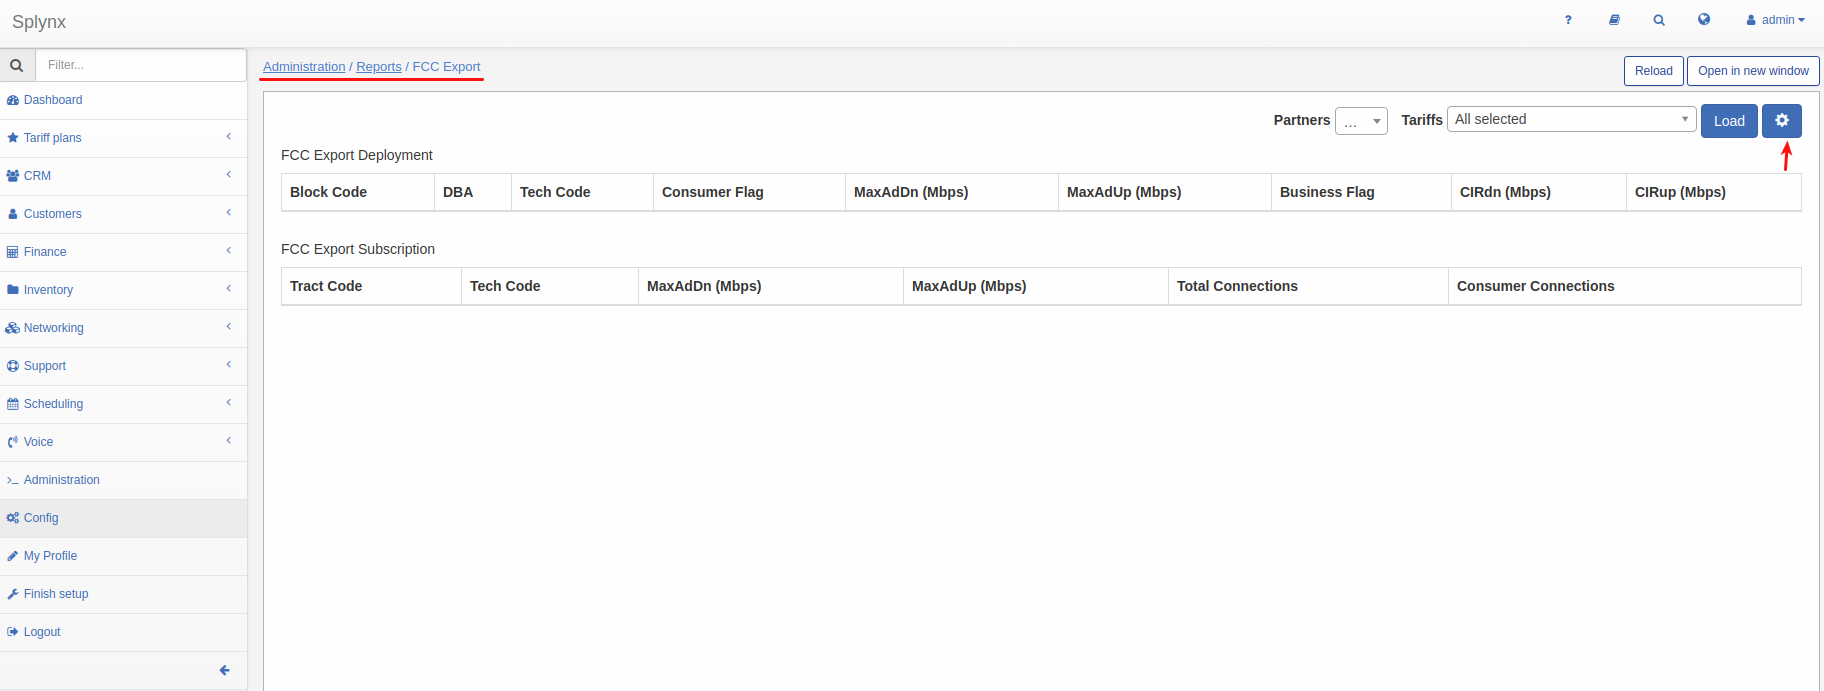 Splynx
? admin
Filter...
Dashboard
Tariff plans
CRM
Customers
Finance
Inventory
Networking
Support
Scheduling
Voice
Administration
Config
My Profile
Finish setup
Logout
Administration / Reports / FCC Export
Reload Open in new window
Partners ... Tariffs All selected Load
FCC Export Deployment
Block Code DBA Tech Code Consumer Flag MaxAdDn (Mbps) MaxAdUp (Mbps) Business Flag CIRdn (Mbps) CIRup (Mbps)
FCC Export Subscription
Tract Code Tech Code MaxAdDn (Mbps) MaxAdUp (Mbps) Total Connections Consumer Connections